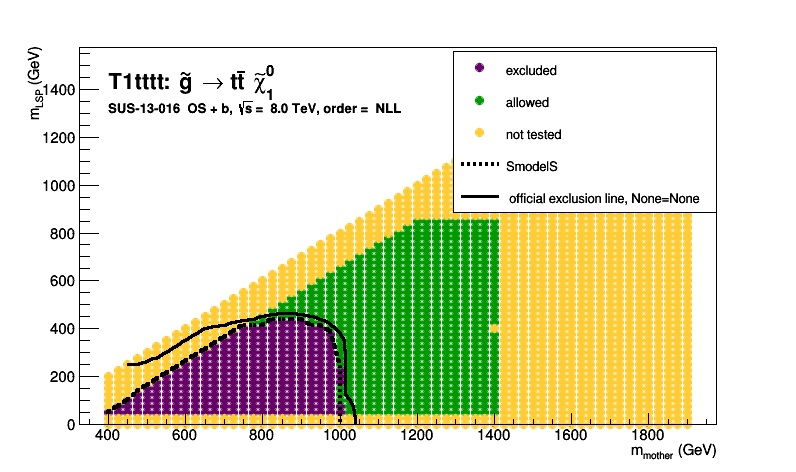 T1tttt: g̃ → tt̄ χ̃₁⁰
SUS-13-016 OS + b, √s = 8.0 TeV, order = NLL
excluded
allowed
not tested
SmodelS
official exclusion line, None=None
m_LSP (GeV)
1400
1200
1000
800
600
400
200
0
400 600 800 1000 1200 1400 1600 1800
m_mother (GeV)